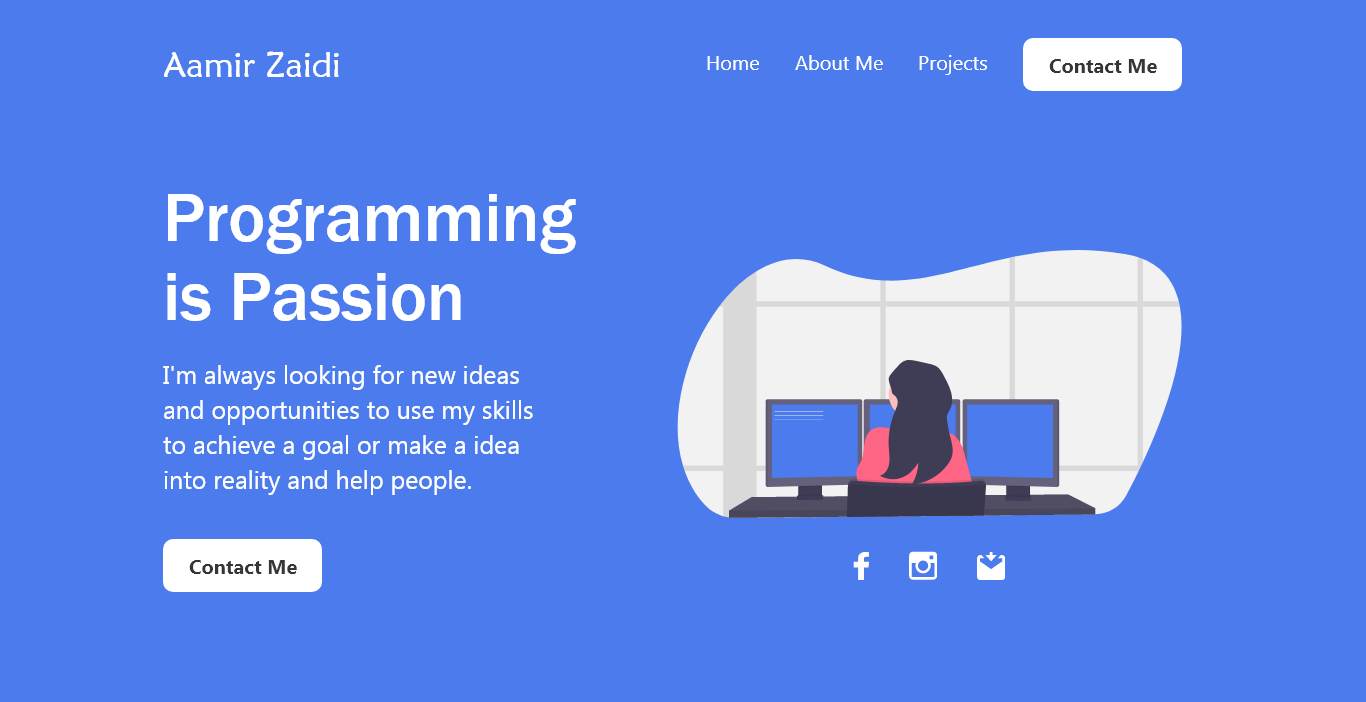 Aamir Zaidi
Home
About Me
Projects
Contact Me
Programming
is Passion
I'm always looking for new ideas
and opportunities to use my skills
to achieve a goal or make a idea
into reality and help people.
Contact Me